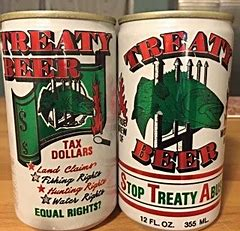 TREATY
BEER
TAX
DOLLARS
Land Claims
Fishing Rights
Hunting Rights
Water Rights
EQUAL RIGHTS?
TREATY
BEER
STOP TREATY ABU
12 FL. OZ. 355 ML.